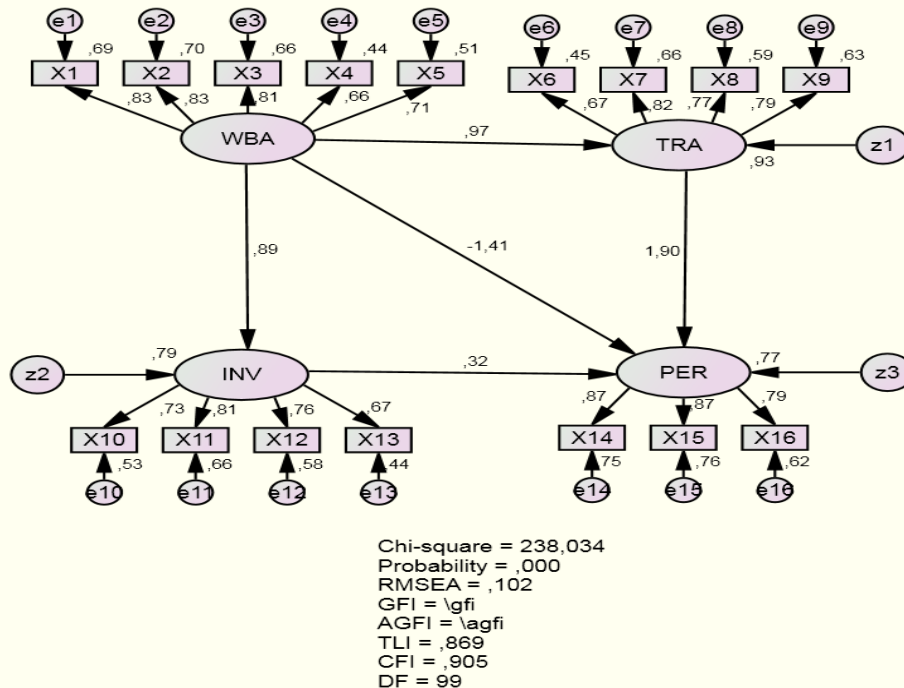 e1 e2 e3 e4 e5 e6 e7 e8 e9
,69 ,70 ,66 ,44 ,51 ,45 ,66 ,59 ,63
X1 X2 X3 X4 X5 X6 X7 X8 X9
,83 ,83 ,81 ,66 ,71 ,67 ,82 ,77 ,79
WBA ,97 TRA z1
,93
,89 -1,41 1,90
,79 ,77
z2 INV ,32 PER z3
,73 ,81 ,76 ,67 ,87 ,87 ,79
X10 X11 X12 X13 X14 X15 X16
,53 ,66 ,58 ,44 ,75 ,76 ,62
e10 e11 e12 e13 e14 e15 e16
Chi-square = 238,034
Probability = ,000
RMSEA = ,102
GFI = \gfi
AGFI = \agfi
TLI = ,869
CFI = ,905
DF = 99